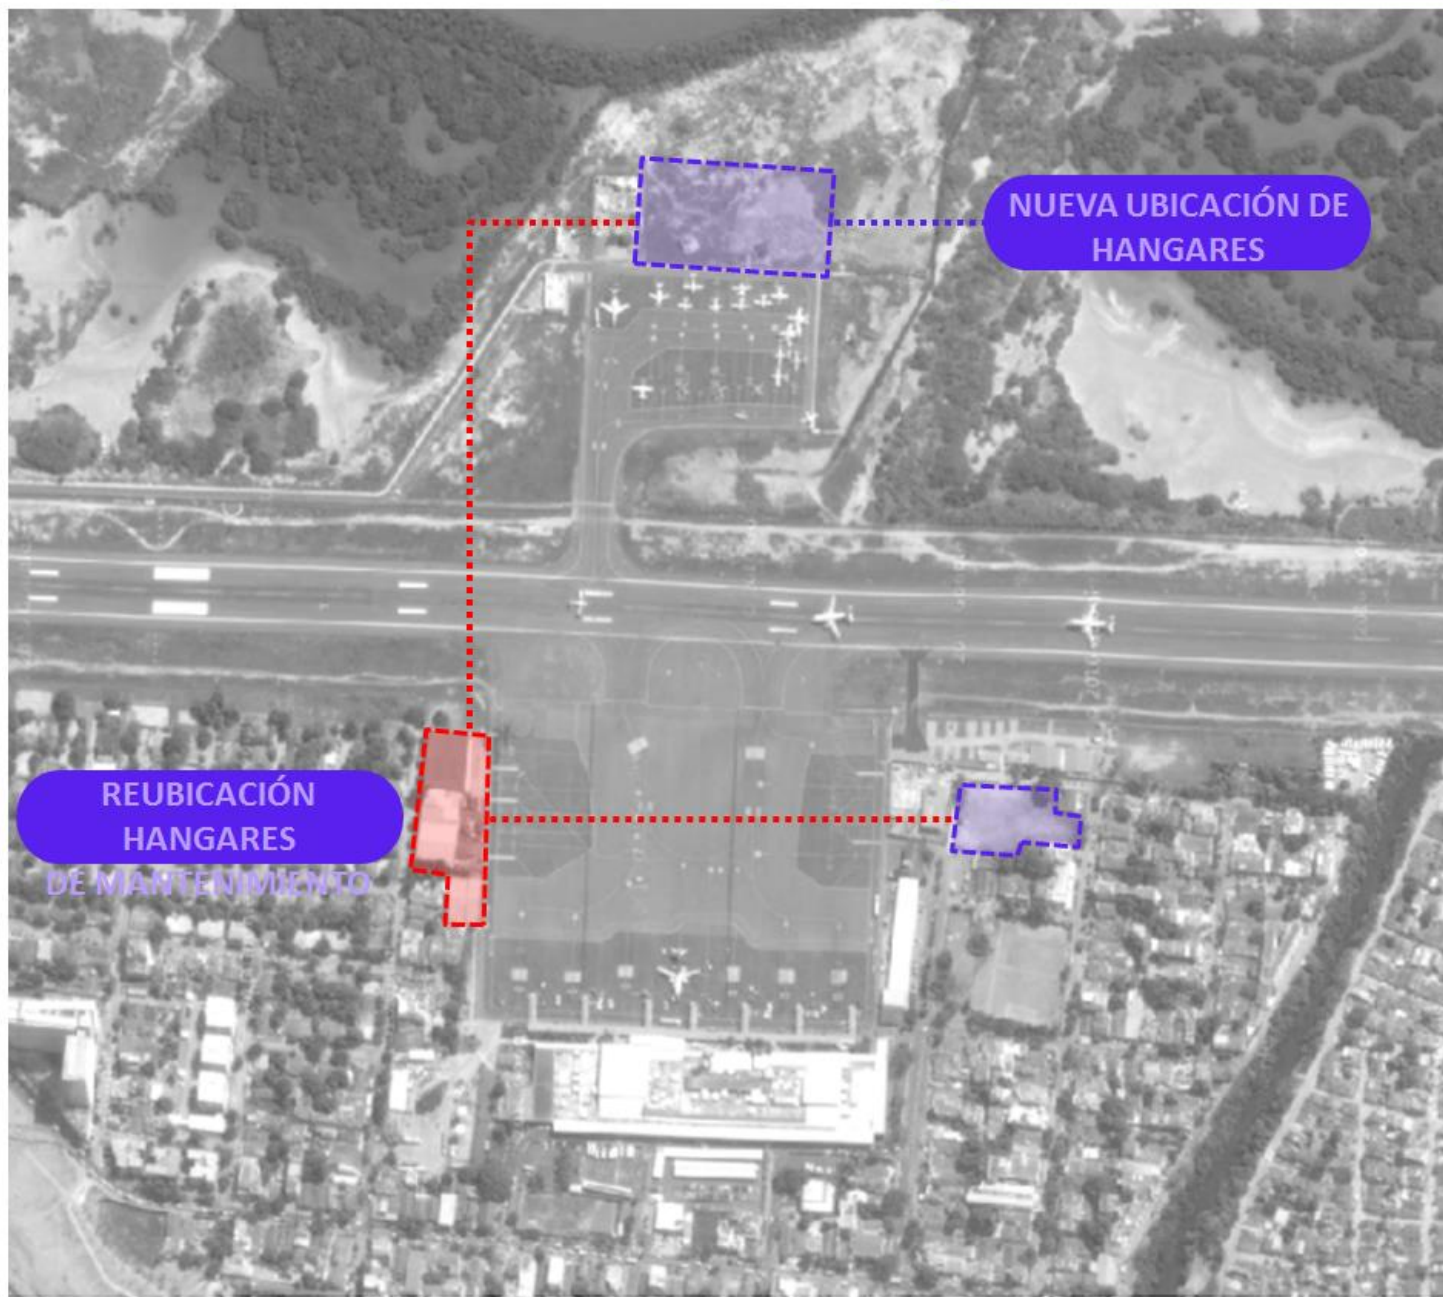 NUEVA UBICACIÓN DE
HANGARES
REUBICACIÓN
HANGARES
DE MANTENIMIENTO